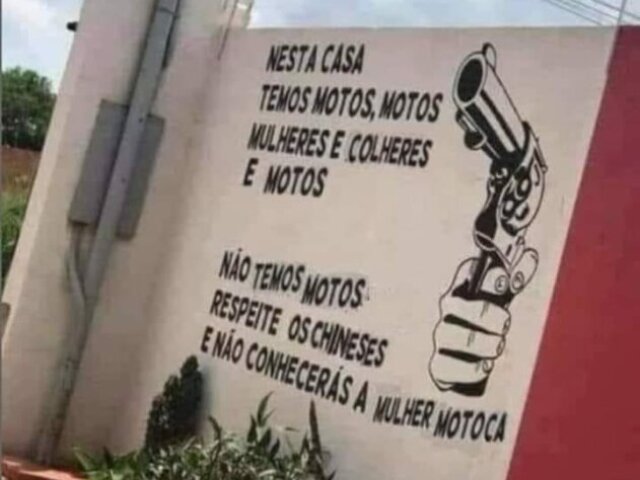 NESTA CASA
TEMOS MOTOS, MOTOS
MULHERES E COLHERES
E MOTOS
NÃO TEMOS MOTOS
RESPEITE OS CHINESES
E NÃO CONHECERÁS A MULHER MOTOCA